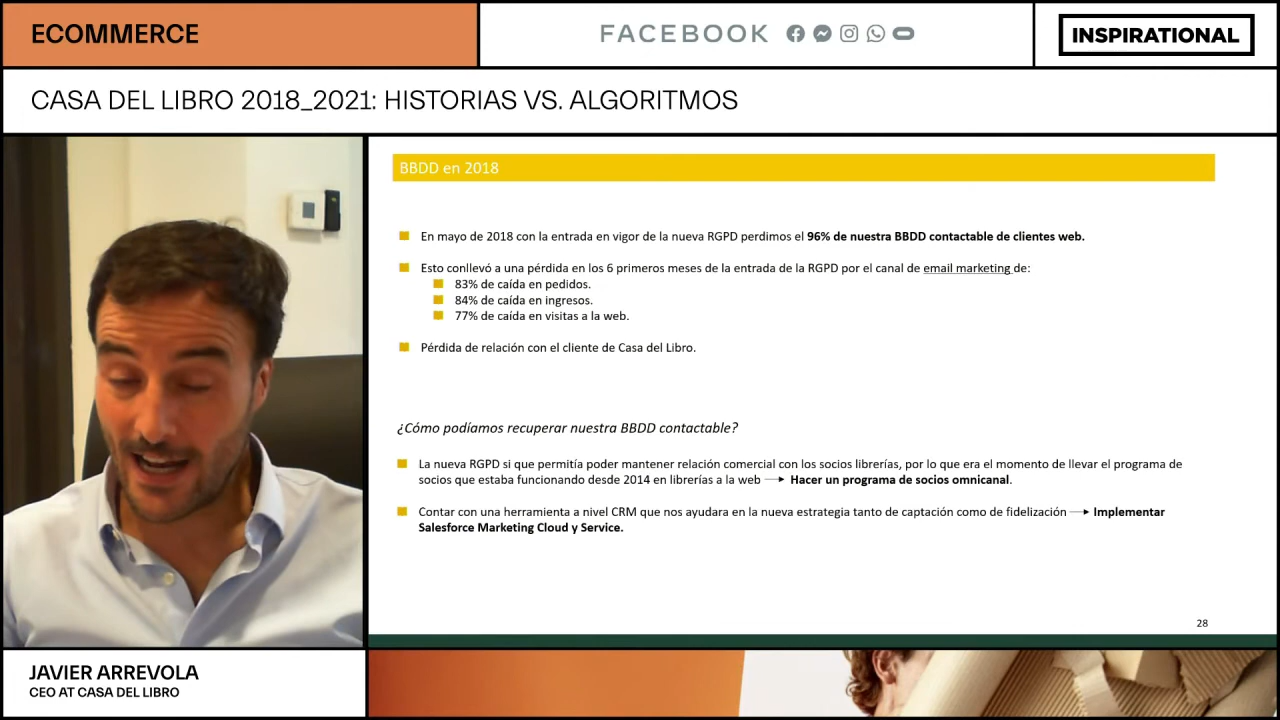 ECOMMERCE
FACEBOOK
INSPIRATIONAL
CASA DEL LIBRO 2018_2021: HISTORIAS VS. ALGORITMOS
BBDD en 2018
En mayo de 2018 con la entrada en vigor de la nueva RGPD perdimos el 96% de nuestra BBDD contactable de clientes web.
Esto conllevó a una pérdida en los 6 primeros meses de la entrada de la RGPD por el canal de email marketing de:
83% de caída en pedidos.
84% de caída en ingresos.
77% de caída en visitas a la web.
Pérdida de relación con el cliente de Casa del Libro.
¿Cómo podíamos recuperar nuestra BBDD contactable?
La nueva RGPD si que permitía poder mantener relación comercial con los socios librerías, por lo que era el momento de llevar el programa de
socios que estaba funcionando desde 2014 en librerías a la web → Hacer un programa de socios omnicanal.
Contar con una herramienta a nivel CRM que nos ayudara en la nueva estrategia tanto de captación como de fidelización → Implementar
Salesforce Marketing Cloud y Service.
28
JAVIER ARREVOLA
CEO AT CASA DEL LIBRO